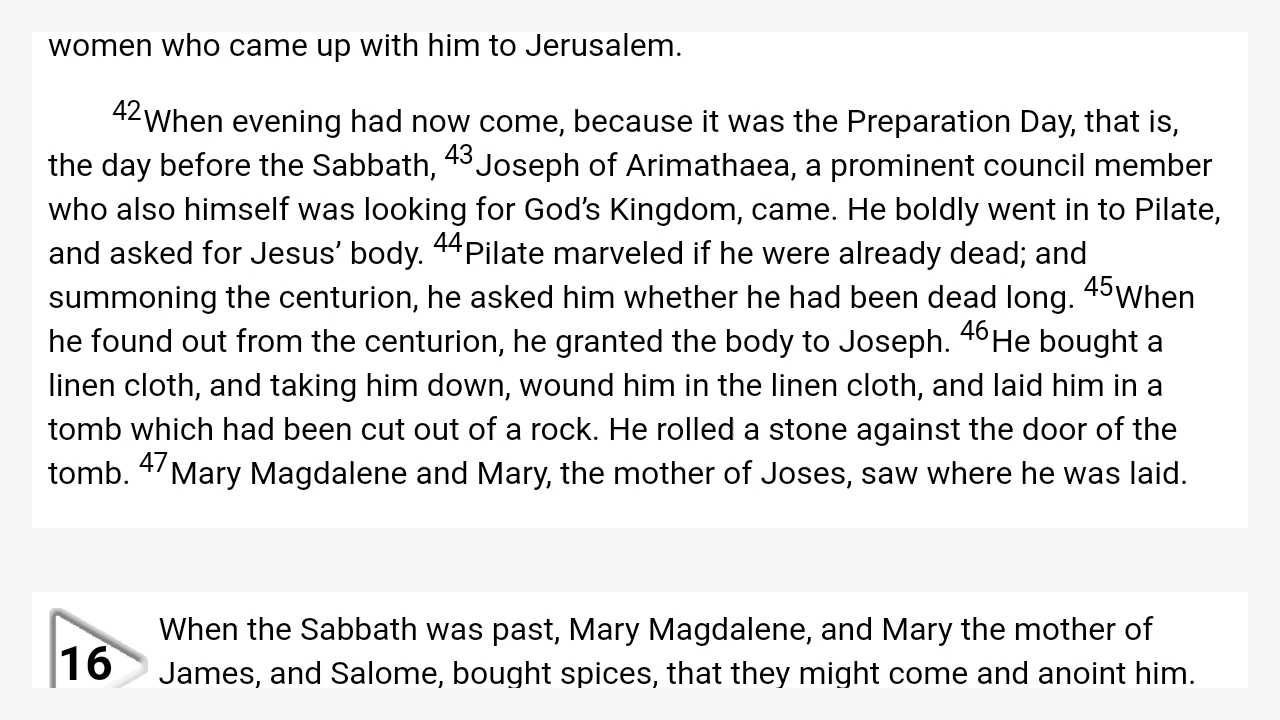 women who came up with him to Jerusalem.
42When evening had now come, because it was the Preparation Day, that is,
the day before the Sabbath, 43Joseph of Arimathaea, a prominent council member
who also himself was looking for God’s Kingdom, came. He boldly went in to Pilate,
and asked for Jesus’ body. 44Pilate marveled if he were already dead; and
summoning the centurion, he asked him whether he had been dead long. 45When
he found out from the centurion, he granted the body to Joseph. 46He bought a
linen cloth, and taking him down, wound him in the linen cloth, and laid him in a
tomb which had been cut out of a rock. He rolled a stone against the door of the
tomb. 47Mary Magdalene and Mary, the mother of Joses, saw where he was laid.
16 When the Sabbath was past, Mary Magdalene, and Mary the mother of
James, and Salome, bought spices, that they might come and anoint him.